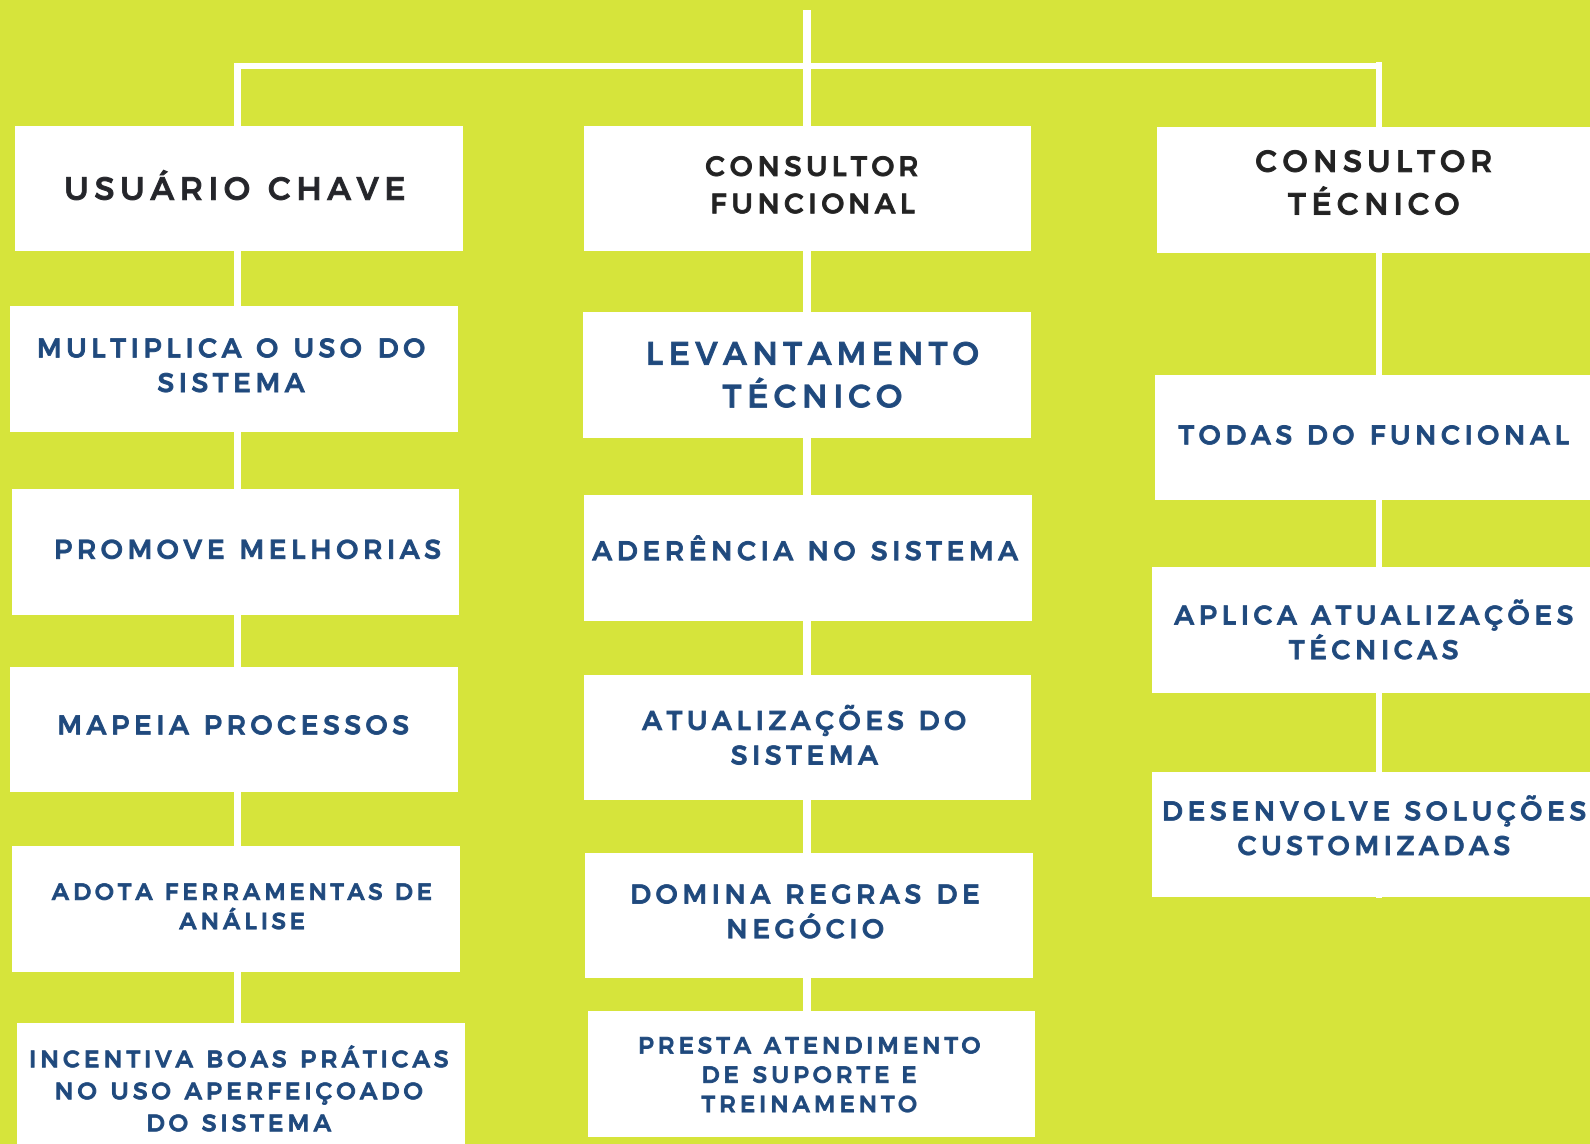 USUÁRIO CHAVE
MULTIPLICA O USO DO
SISTEMA
PROMOVE MELHORIAS
MAPEIA PROCESSOS
ADOTA FERRAMENTAS DE
ANÁLISE
INCENTIVA BOAS PRÁTICAS
NO USO APERFEIÇOADO
DO SISTEMA
CONSULTOR
FUNCIONAL
LEVANTAMENTO
TÉCNICO
ADERÊNCIA NO SISTEMA
ATUALIZAÇÕES DO
SISTEMA
DOMINA REGRAS DE
NEGÓCIO
PRESTA ATENDIMENTO
DE SUPORTE E
TREINAMENTO
CONSULTOR
TÉCNICO
TODAS DO FUNCIONAL
APLICA ATUALIZAÇÕES
TÉCNICAS
DESENVOLVE SOLUÇÕES
CUSTOMIZADAS